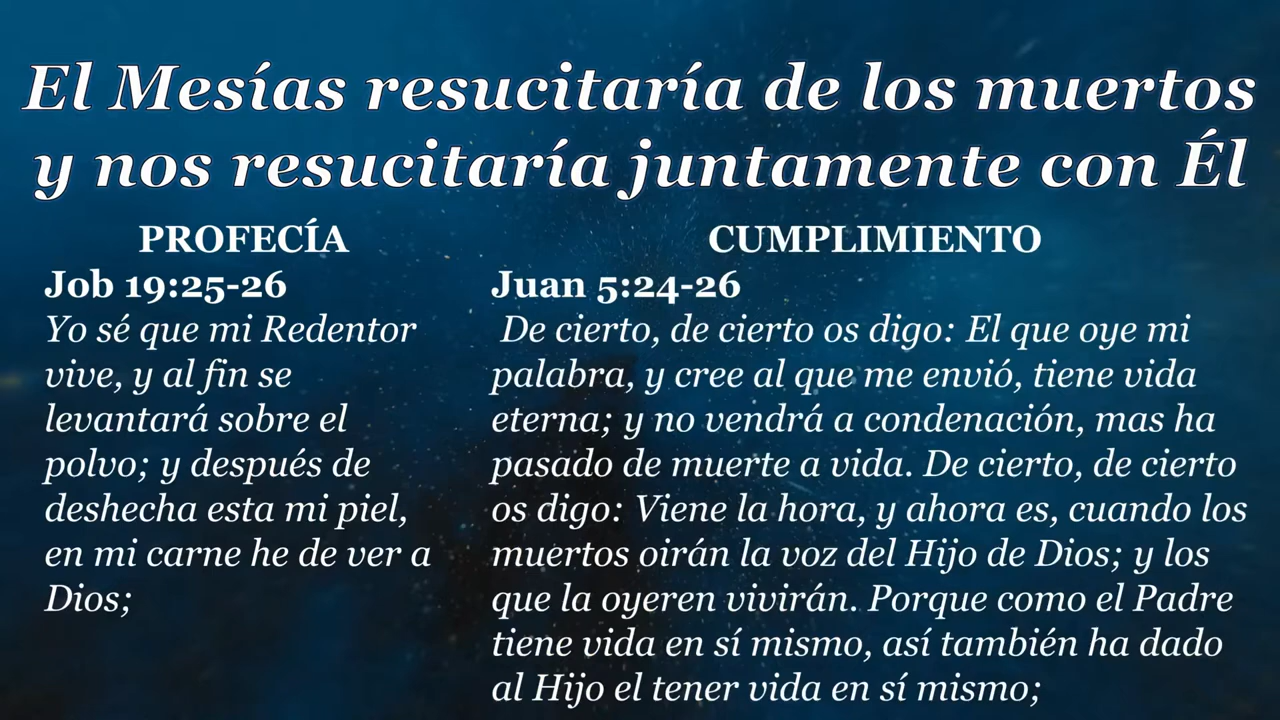 El Mesías resucitaría de los muertos
y nos resucitaría juntamente con Él
PROFECÍA
Job 19:25-26
Yo sé que mi Redentor
vive, y al fin se
levantará sobre el
polvo; y después de
deshecha esta mi piel,
en mi carne he de ver a
Dios;
CUMPLIMIENTO
Juan 5:24-26
De cierto, de cierto os digo: El que oye mi
palabra, y cree al que me envió, tiene vida
eterna; y no vendrá a condenación, mas ha
pasado de muerte a vida. De cierto, de cierto
os digo: Viene la hora, y ahora es, cuando los
muertos oirán la voz del Hijo de Dios; y los
que la oyeren vivirán. Porque como el Padre
tiene vida en sí mismo, así también ha dado
al Hijo el tener vida en sí mismo;